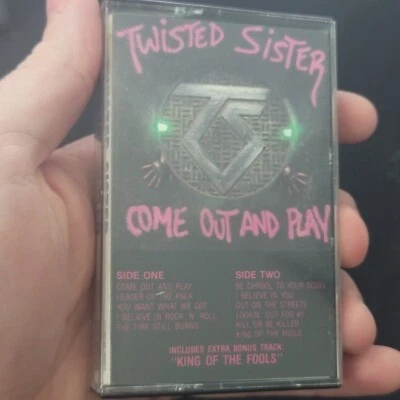 TWISTED SISTER
TS
COME OUT AND PLAY
SIDE ONE
COME OUT AND PLAY
LEADER OF THE PACK
YOU WANT WHAT WE GOT
I BELIEVE IN ROCK 'N' ROLL
THE FIRE STILL BURNS
SIDE TWO
BE CHROOL TO YOUR SCUEL
I BELIEVE IN YOU
OUT ON THE STREETS
LOOKIN' OUT FOR #1
KILL OR BE KILLED
KING OF THE FOOLS
INCLUDES EXTRA BONUS TRACK:
"KING OF THE FOOLS"